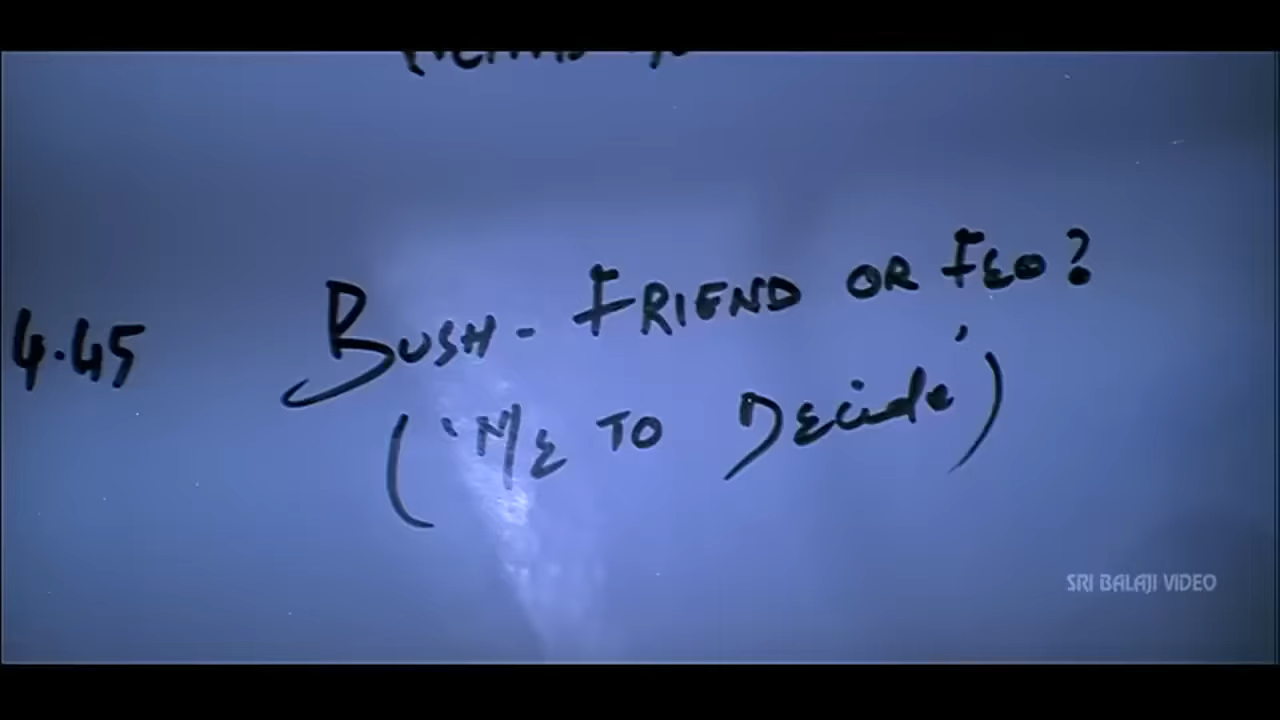 4.45 BUSH - FRIEND OR FEO?
('ME TO DECiDe')
SRI BALAJI VIDEO